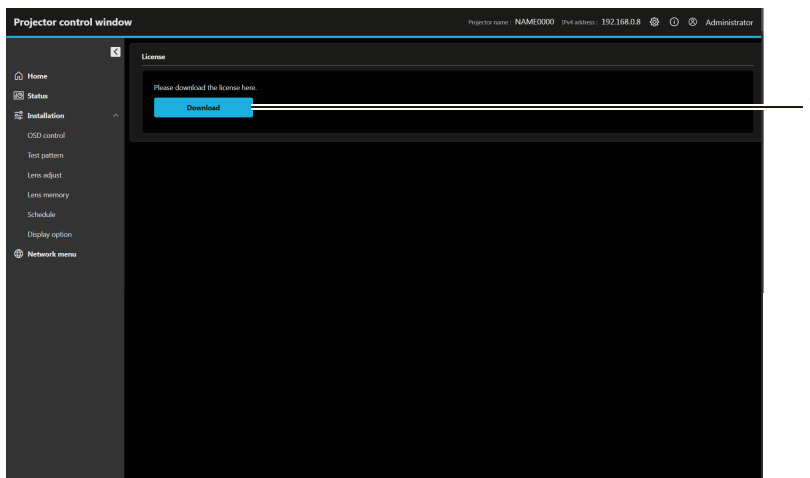 Projector control window
Projector name : NAME0000 IPv4 address : 192.168.0.8 Administrator
License
Home
Please download the license here.
Status
Download
Installation
OSD control
Test pattern
Lens adjust
Lens memory
Schedule
Display option
Network menu